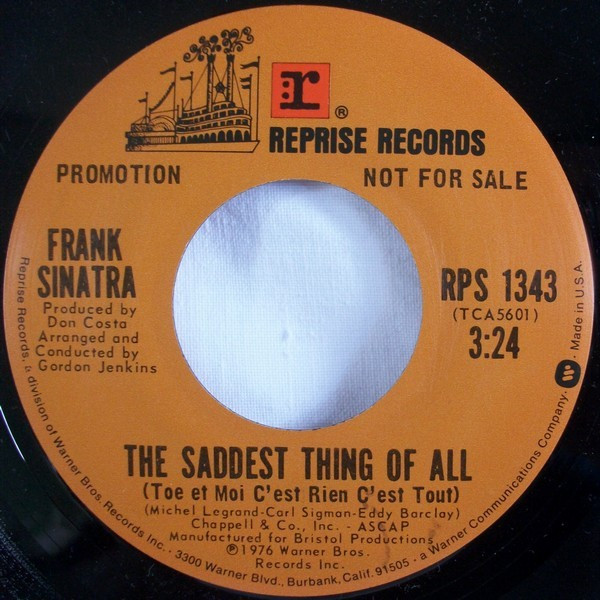 r
®
REPRISE RECORDS
PROMOTION
NOT FOR SALE
FRANK
SINATRA
Produced by
Don Costa
Arranged and
Conducted by
Gordon Jenkins
RPS 1343
(TCA5601)
3:24
THE SADDEST THING OF ALL
(Toe et Moi C'est Rien C'est Tout)
(Michel Legrand-Carl Sigman-Eddy Barclay)
Chappell & Co., Inc. - ASCAP
Manufactured for Bristol Productions
℗1976 Warner Bros.
Records Inc.
Reprise Records, a division of Warner Bros. Records Inc. · 3300 Warner Blvd., Burbank, Calif. 91505 · a Warner Communications Company · Made in U.S.A.